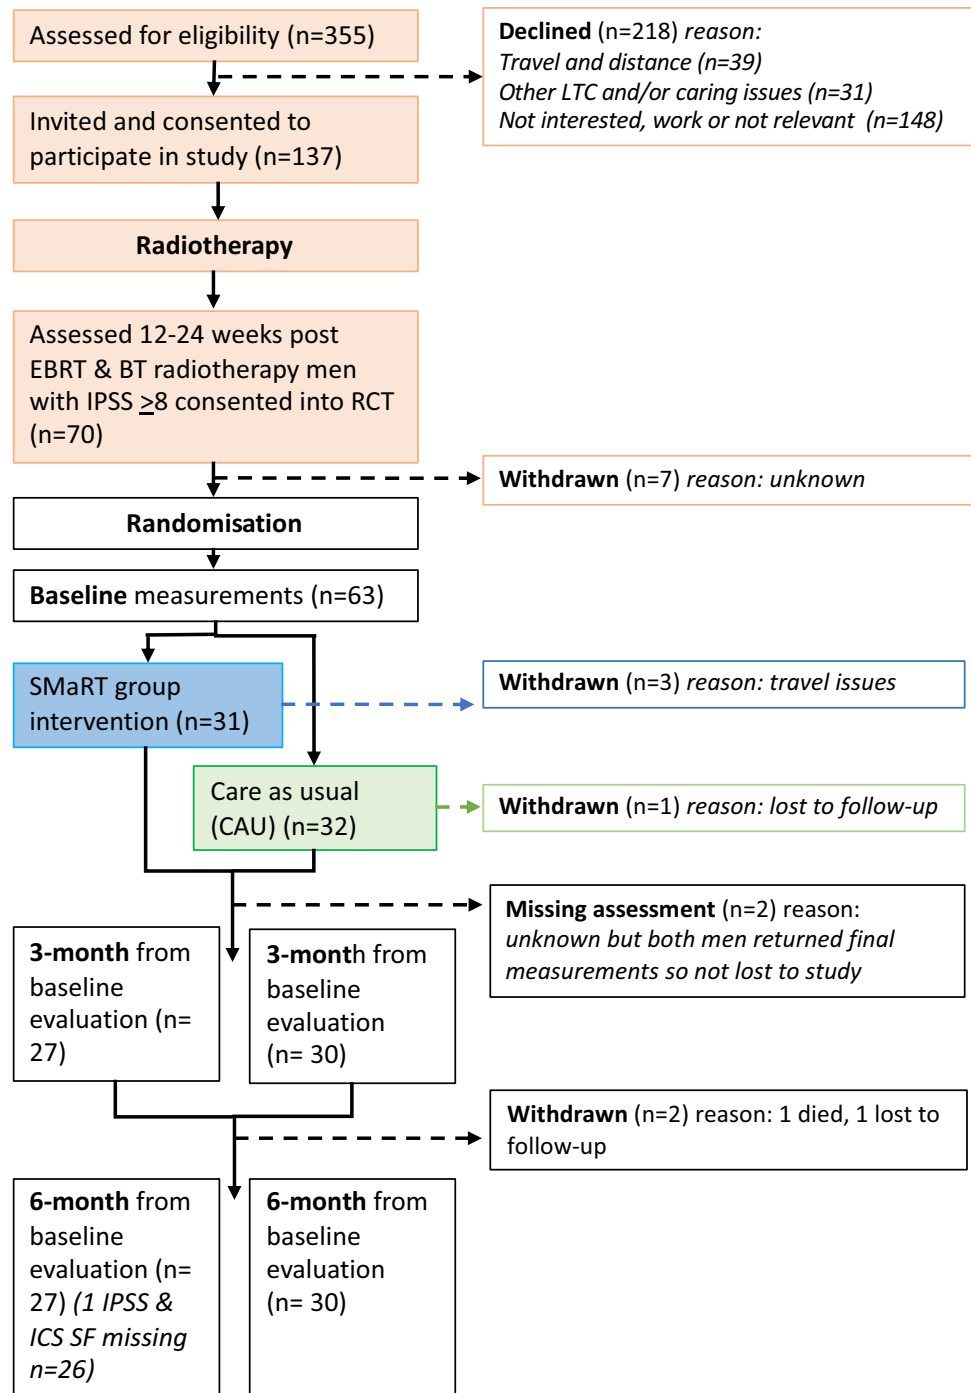 Assessed for eligibility (n=355)
Declined (n=218) reason:
Travel and distance (n=39)
Other LTC and/or caring issues (n=31)
Not interested, work or not relevant (n=148)
Invited and consented to
participate in study (n=137)
Radiotherapy
Assessed 12-24 weeks post
EBRT & BT radiotherapy men
with IPSS ≥8 consented into RCT
(n=70)
Withdrawn (n=7) reason: unknown
Randomisation
Baseline measurements (n=63)
SMaRT group
intervention (n=31)
Withdrawn (n=3) reason: travel issues
Care as usual
(CAU) (n=32)
Withdrawn (n=1) reason: lost to follow-up
Missing assessment (n=2) reason:
unknown but both men returned final
measurements so not lost to study
3-month from
baseline
evaluation (n=
27)
3-month from
baseline
evaluation
(n= 30)
Withdrawn (n=2) reason: 1 died, 1 lost to
follow-up
6-month from
baseline
evaluation (n=
27) (1 IPSS &
ICS SF missing
n=26)
6-month from
baseline
evaluation
(n= 30)